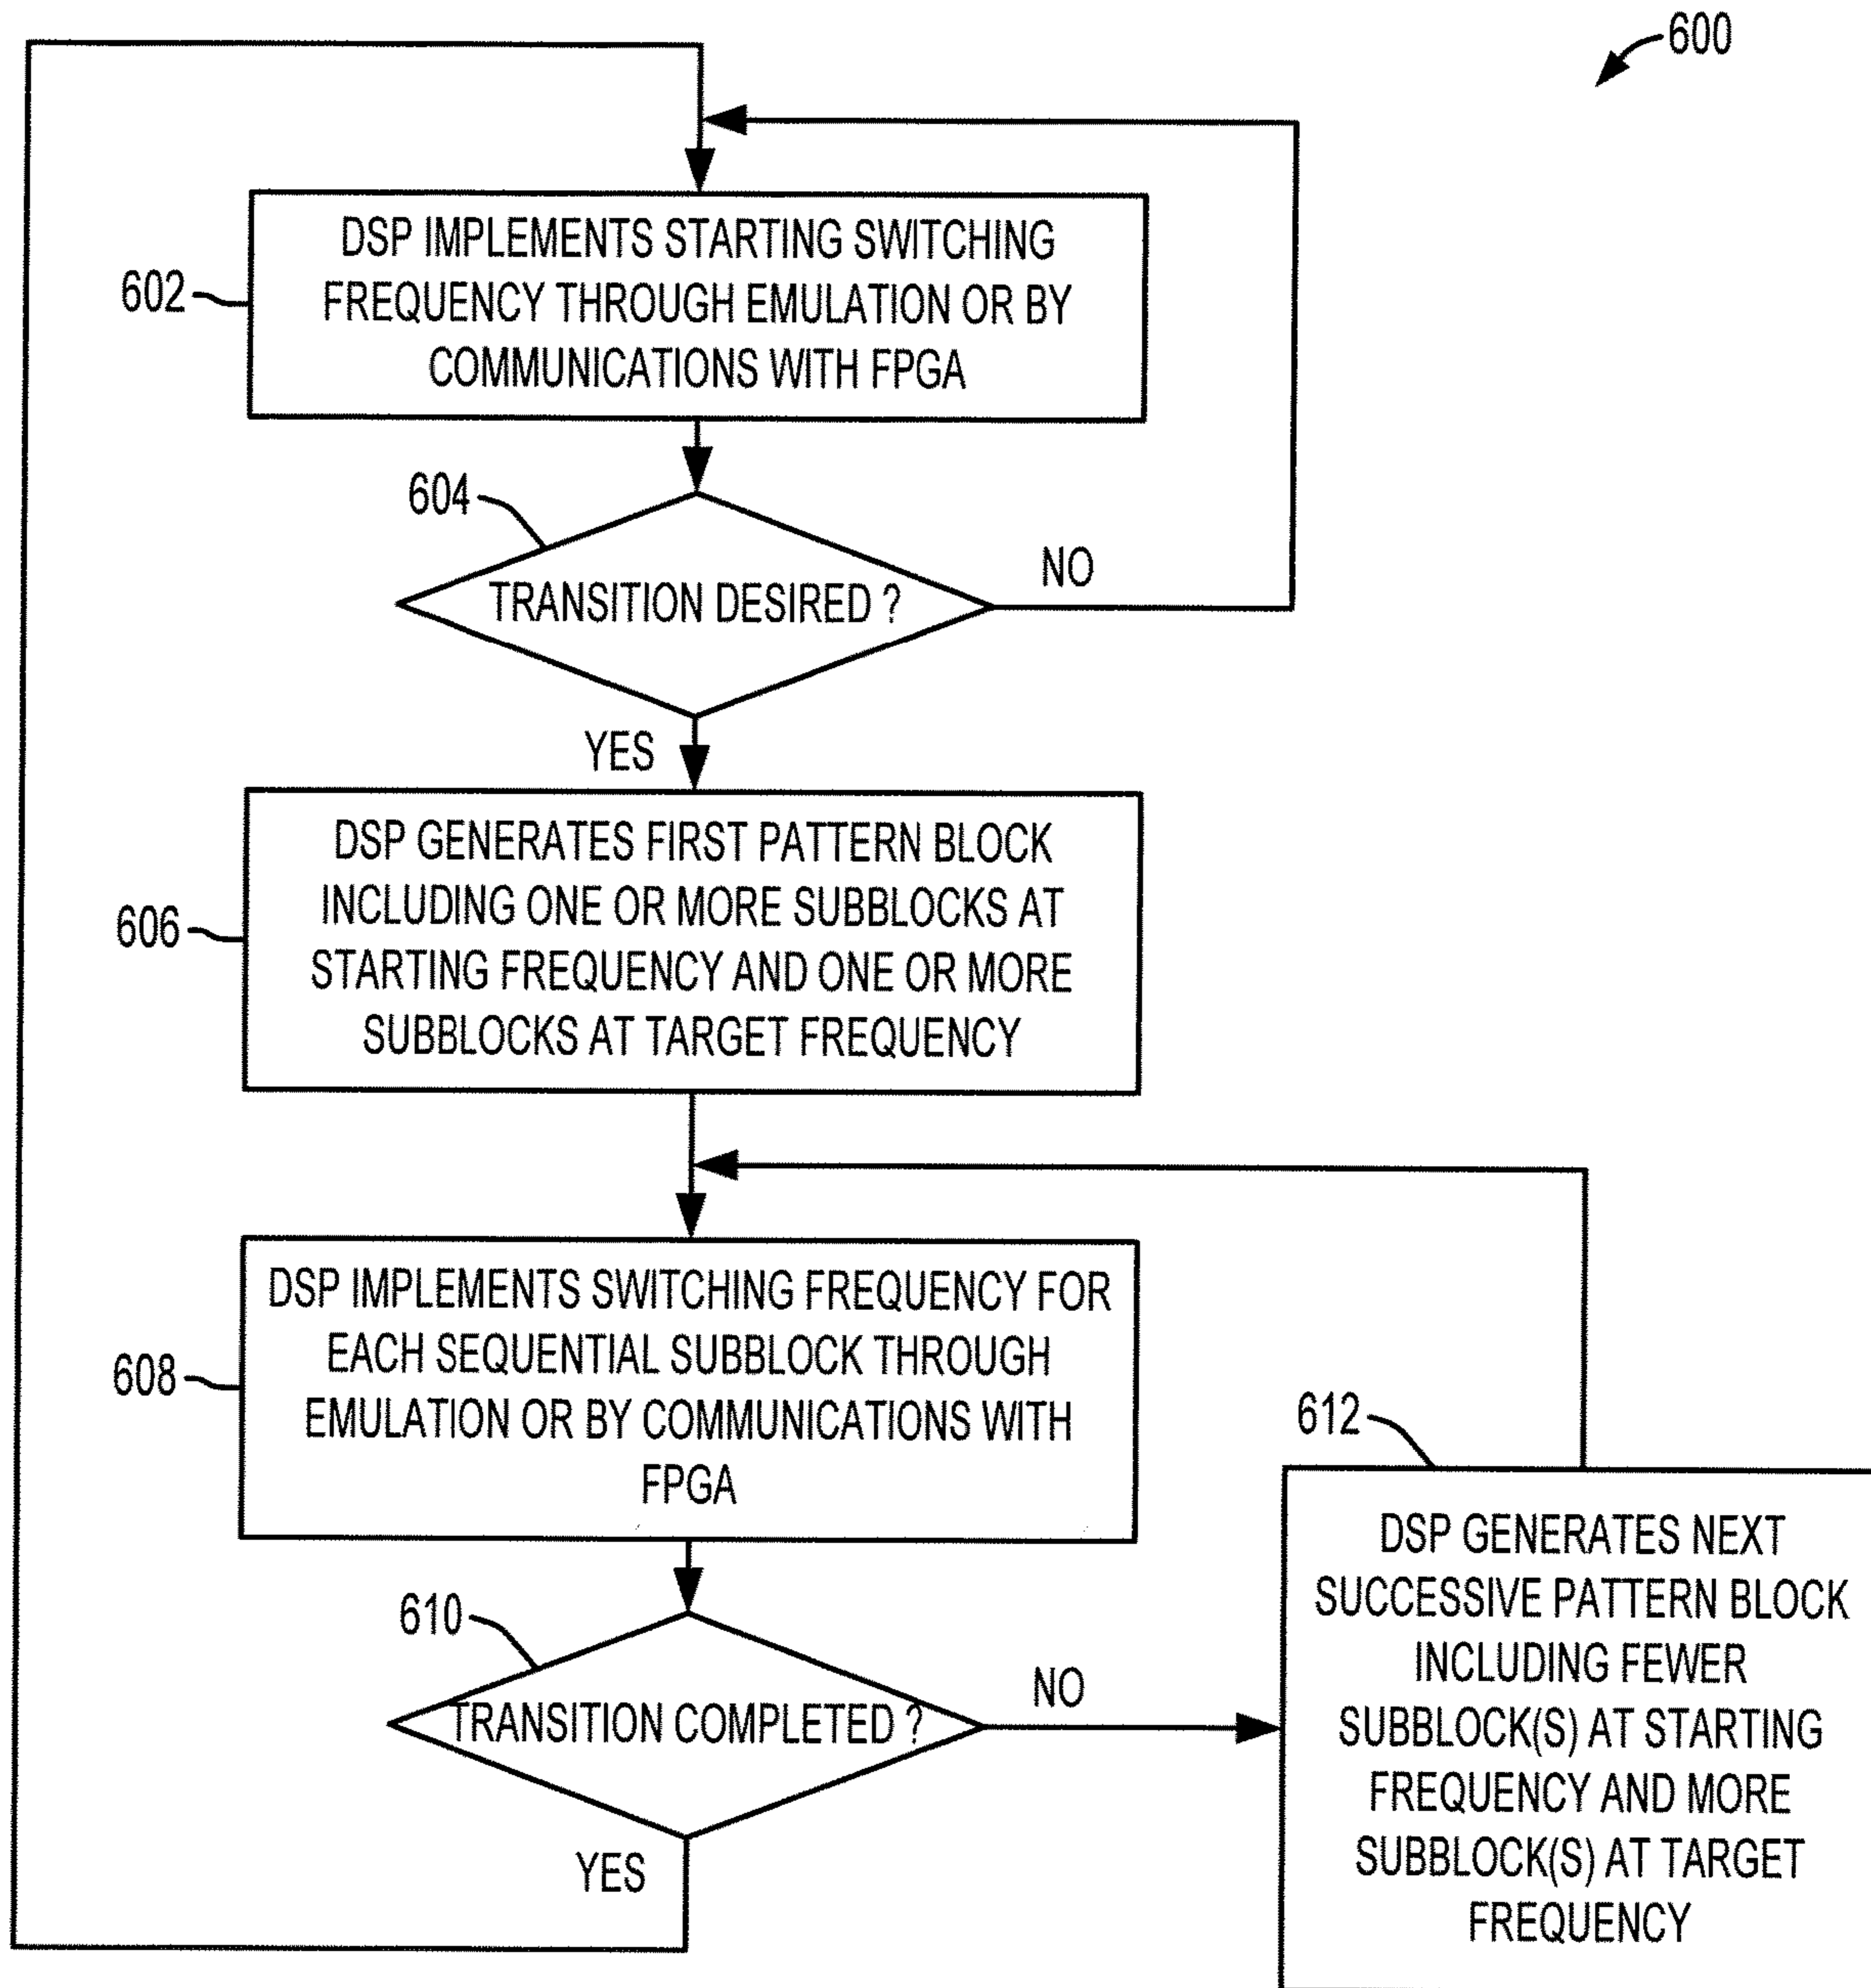 600
602
DSP IMPLEMENTS STARTING SWITCHING
FREQUENCY THROUGH EMULATION OR BY
COMMUNICATIONS WITH FPGA
604
TRANSITION DESIRED ?
NO
YES
606
DSP GENERATES FIRST PATTERN BLOCK
INCLUDING ONE OR MORE SUBBLOCKS AT
STARTING FREQUENCY AND ONE OR MORE
SUBBLOCKS AT TARGET FREQUENCY
608
DSP IMPLEMENTS SWITCHING FREQUENCY FOR
EACH SEQUENTIAL SUBBLOCK THROUGH
EMULATION OR BY COMMUNICATIONS WITH
FPGA
610
TRANSITION COMPLETED ?
NO
YES
612
DSP GENERATES NEXT
SUCCESSIVE PATTERN BLOCK
INCLUDING FEWER
SUBBLOCK(S) AT STARTING
FREQUENCY AND MORE
SUBBLOCK(S) AT TARGET
FREQUENCY